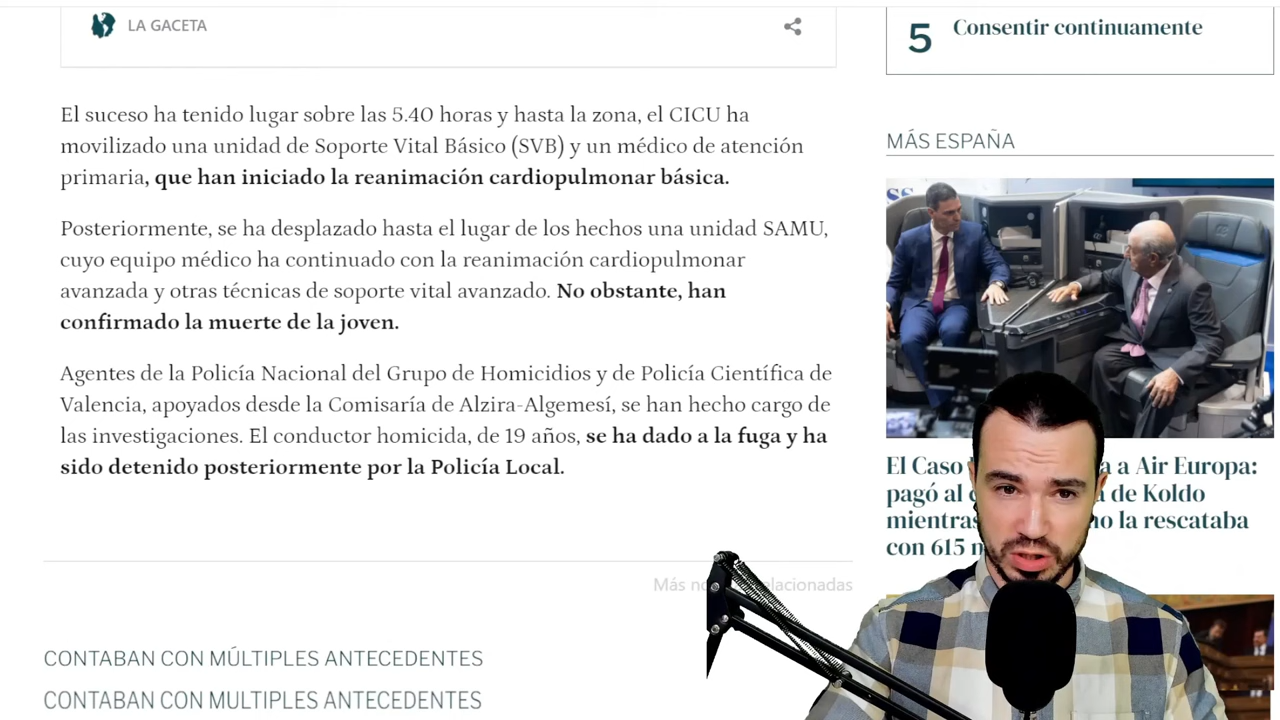 LA GACETA
El suceso ha tenido lugar sobre las 5.40 horas y hasta la zona, el CICU ha
movilizado una unidad de Soporte Vital Básico (SVB) y un médico de atención
primaria, que han iniciado la reanimación cardiopulmonar básica.
Posteriormente, se ha desplazado hasta el lugar de los hechos una unidad SAMU,
cuyo equipo médico ha continuado con la reanimación cardiopulmonar
avanzada y otras técnicas de soporte vital avanzado. No obstante, han
confirmado la muerte de la joven.
Agentes de la Policía Nacional del Grupo de Homicidios y de Policía Científica de
Valencia, apoyados desde la Comisaría de Alzira-Algemesí, se han hecho cargo de
las investigaciones. El conductor homicida, de 19 años, se ha dado a la fuga y ha
sido detenido posteriormente por la Policía Local.
Más relacionadas
CONTABAN CON MÚLTIPLES ANTECEDENTES
CONTABAN CON MULTIPLES ANTECEDENTES
5 Consentir continuamente
MÁS ESPAÑA
El Caso a Air Europa:
pagó al de Koldo
mientras la rescataba
con 615